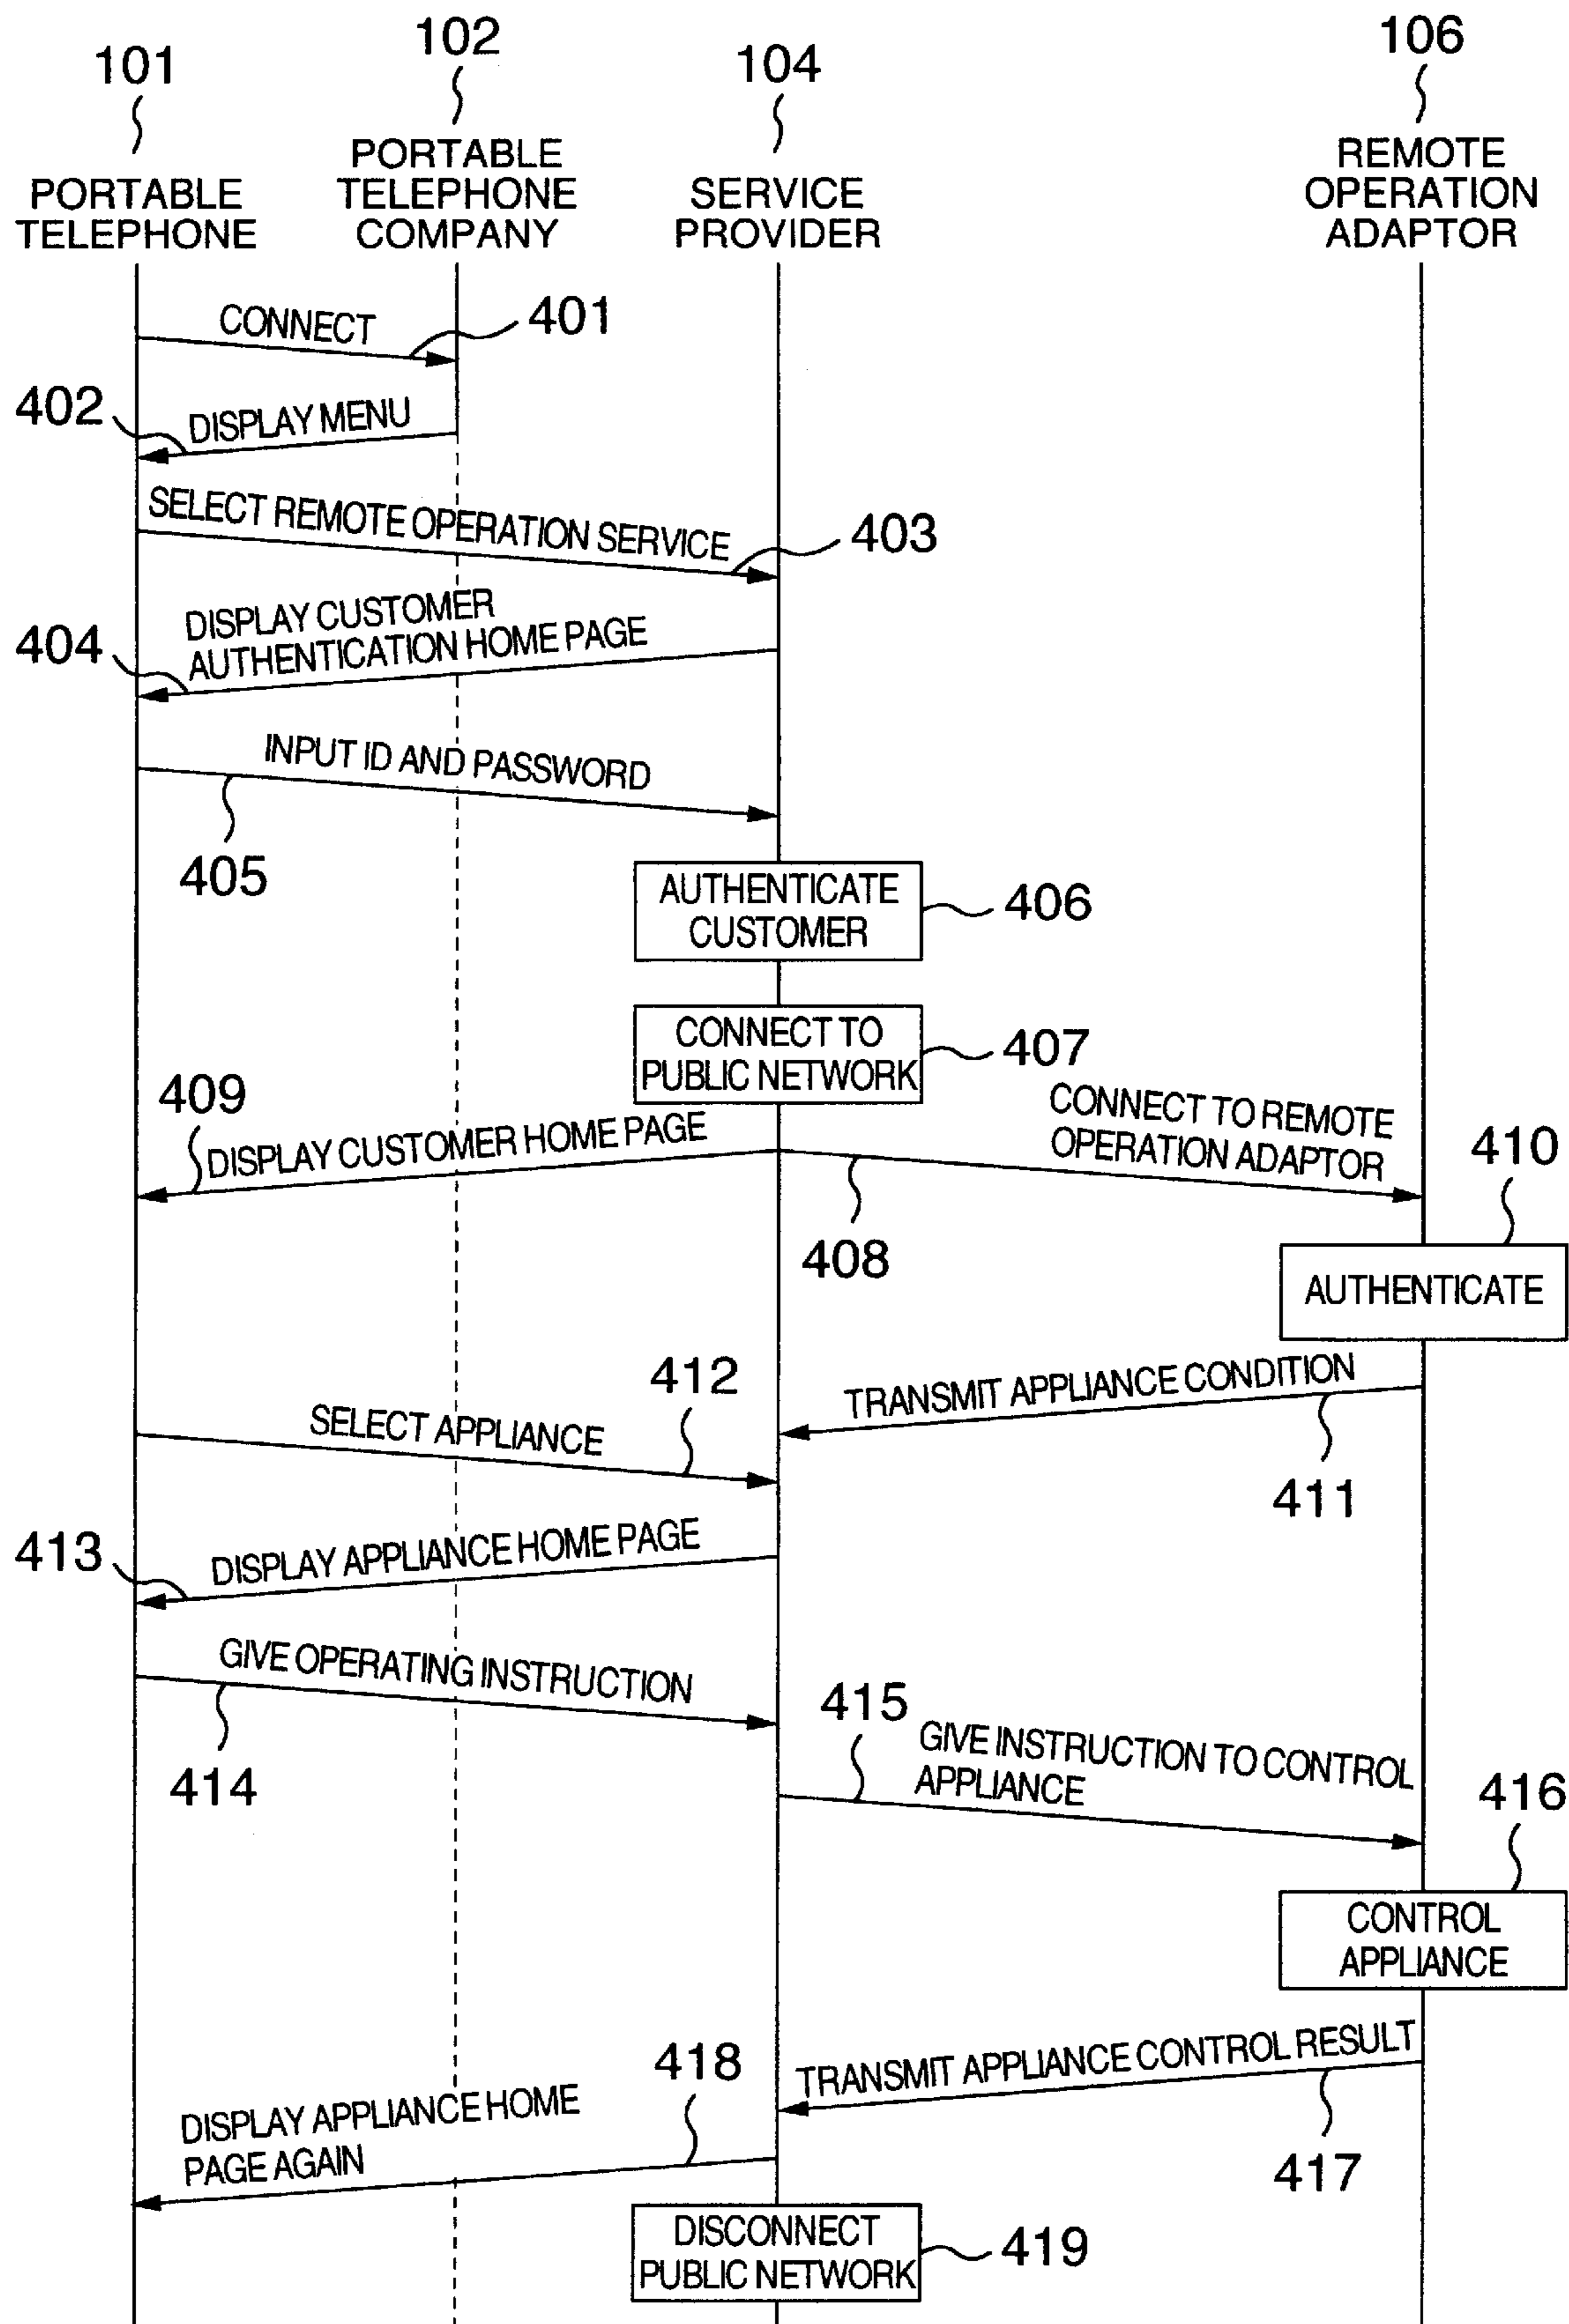 101
102
104
106
PORTABLE
TELEPHONE
PORTABLE
TELEPHONE
COMPANY
SERVICE
PROVIDER
REMOTE
OPERATION
ADAPTOR
CONNECT
401
402
DISPLAY MENU
SELECT REMOTE OPERATION SERVICE
403
DISPLAY CUSTOMER
AUTHENTICATION HOME PAGE
404
INPUT ID AND PASSWORD
405
AUTHENTICATE
CUSTOMER
406
CONNECT TO
PUBLIC NETWORK
407
409
DISPLAY CUSTOMER HOME PAGE
CONNECT TO REMOTE
OPERATION ADAPTOR
408
410
AUTHENTICATE
412
SELECT APPLIANCE
TRANSMIT APPLIANCE CONDITION
411
413
DISPLAY APPLIANCE HOME PAGE
GIVE OPERATING INSTRUCTION
414
415
GIVE INSTRUCTION TO CONTROL
APPLIANCE
416
CONTROL
APPLIANCE
418
TRANSMIT APPLIANCE CONTROL RESULT
417
DISPLAY APPLIANCE HOME
PAGE AGAIN
DISCONNECT
PUBLIC NETWORK
419